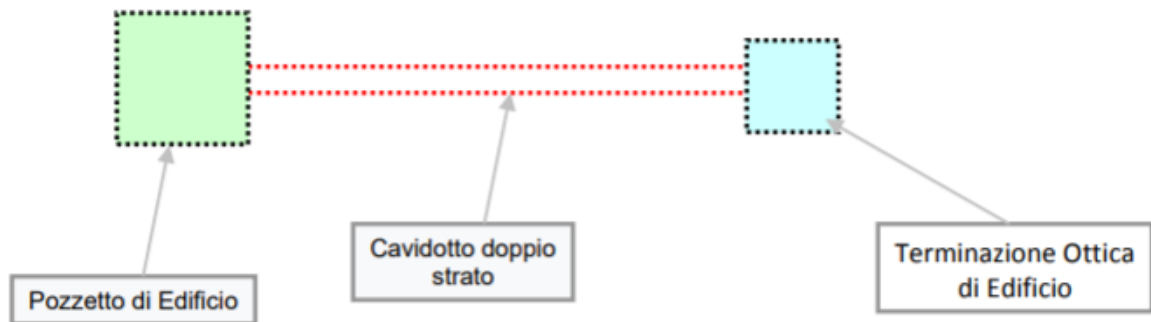 Pozzetto di Edificio
Cavidotto doppio
strato
Terminazione Ottica
di Edificio